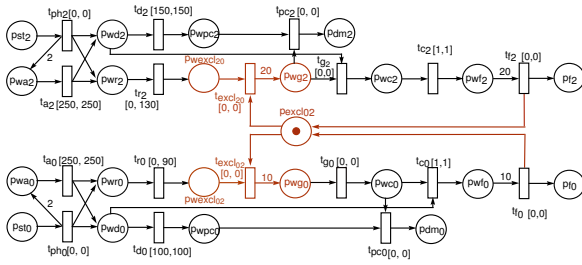 tph2[0, 0] td2 [150,150] tpc2 [0, 0]
pst2 pwd2 pwpc2 pdm2
2 pwexcl20 tg2 [0,0] tc2 [1,1] tf2 [0,0]
pwa2 pwr2 20 pwg2 pwc2 pwf2 20 pf2
ta2 [250, 250] tr2 [0, 130] texcl20 [0, 0]
pexcl02
ta0 [250, 250] tr0 [0, 90] texcl02 [0, 0] tg0 [0, 0] tc0[1,1]
pwa0 pwr0 10 pwg0 pwc0 pwf0 10 pf0
2 pwexcl02 tf0 [0,0]
pst0 pwd0 pwpc0 pdm0
tph0[0, 0] td0 [100,100] tpc0[0, 0]